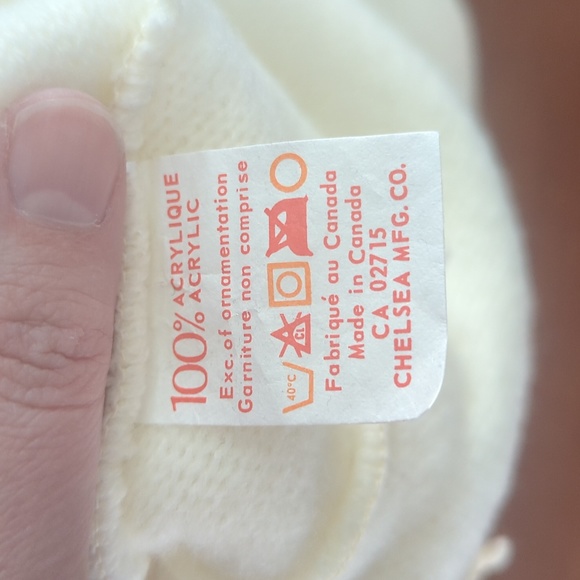 100% ACRYLIQUE
ACRYLIC
Exc. of ornamentation
Garniture non comprise
40°C CL
Fabriqué au Canada
Made in Canada
CA 02715
CHELSEA MFG. CO.